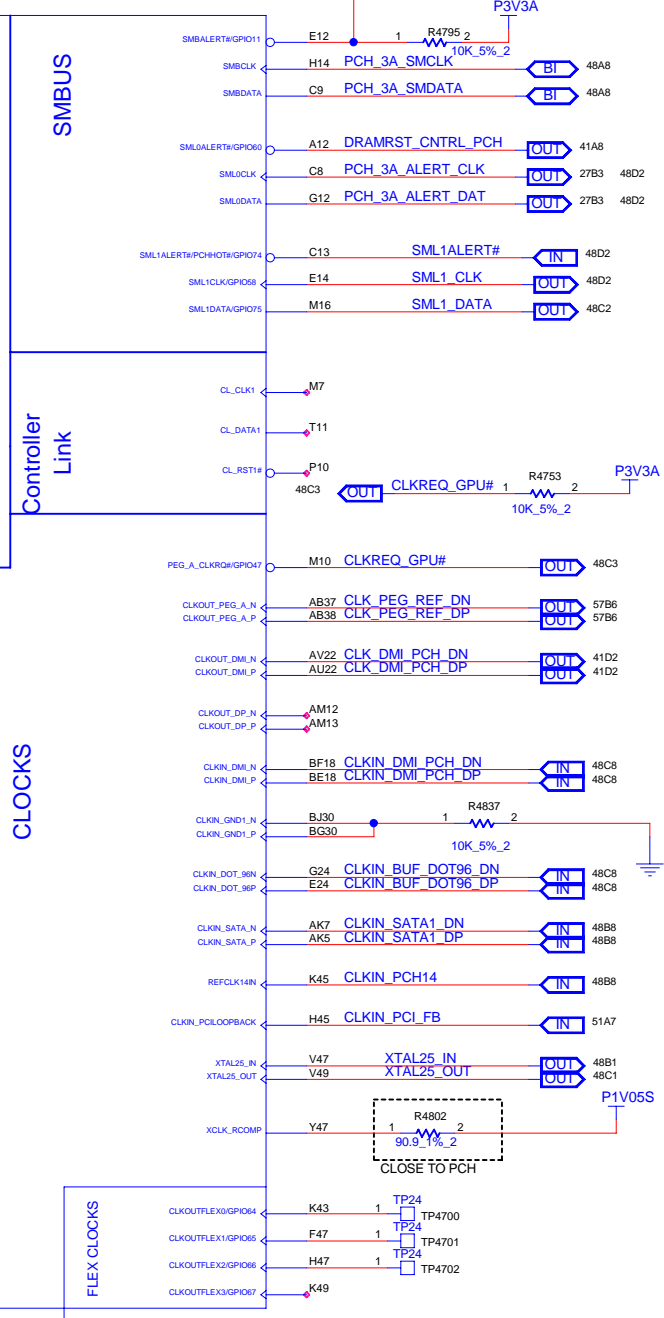 P3V3A
SMBUS
SMBALERT#/GPIO11 E12 1 R4795 2
10K_5%_2
SMBCLK H14 PCH_3A_SMCLK BI 48A8
SMBDATA C9 PCH_3A_SMDATA BI 48A8
SML0ALERT#/GPIO60 A12 DRAMRST_CNTRL_PCH OUT 41A8
SML0CLK C8 PCH_3A_ALERT_CLK OUT 27B3 48D2
SML0DATA G12 PCH_3A_ALERT_DAT OUT 27B3 48D2
SML1ALERT#/PCHHOT#/GPIO74 C13 SML1ALERT# IN 48D2
SML1CLK/GPIO58 E14 SML1_CLK OUT 48D2
SML1DATA/GPIO75 M16 SML1_DATA OUT 48C2
Controller
Link
CL_CLK1 M7
CL_DATA1 T11
CL_RST1# P10
P3V3A
48C3 OUT CLKREQ_GPU# 1 R4753 2
10K_5%_2
CLOCKS
PEG_A_CLKRQ#/GPIO47 M10 CLKREQ_GPU# OUT 48C3
CLKOUT_PEG_A_N AB37 CLK_PEG_REF_DN OUT 57B6
CLKOUT_PEG_A_P AB38 CLK_PEG_REF_DP OUT 57B6
CLKOUT_DMI_N AV22 CLK_DMI_PCH_DN OUT 41D2
CLKOUT_DMI_P AU22 CLK_DMI_PCH_DP OUT 41D2
CLKOUT_DP_N AM12
CLKOUT_DP_P AM13
CLKIN_DMI_N BF18 CLKIN_DMI_PCH_DN IN 48C8
CLKIN_DMI_P BE18 CLKIN_DMI_PCH_DP IN 48C8
CLKIN_GND1_N BJ30 1 R4837 2
CLKIN_GND1_P BG30
10K_5%_2
CLKIN_DOT_96N G24 CLKIN_BUF_DOT96_DN IN 48C8
CLKIN_DOT_96P E24 CLKIN_BUF_DOT96_DP IN 48C8
CLKIN_SATA_N AK7 CLKIN_SATA1_DN IN 48B8
CLKIN_SATA_P AK5 CLKIN_SATA1_DP IN 48B8
REFCLK14IN K45 CLKIN_PCH14 IN 48B8
CLKIN_PCILOOPBACK H45 CLKIN_PCI_FB IN 51A7
XTAL25_IN V47 XTAL25_IN OUT 48B1
XTAL25_OUT V49 XTAL25_OUT OUT 48C1
P1V05S
XCLK_RCOMP Y47 1 R4802 2
90.9_1%_2
CLOSE TO PCH
FLEX CLOCKS
CLKOUTFLEX0/GPIO64 K43 1 TP24 TP4700
CLKOUTFLEX1/GPIO65 F47 1 TP24 TP4701
CLKOUTFLEX2/GPIO66 H47 1 TP24 TP4702
CLKOUTFLEX3/GPIO67 K49